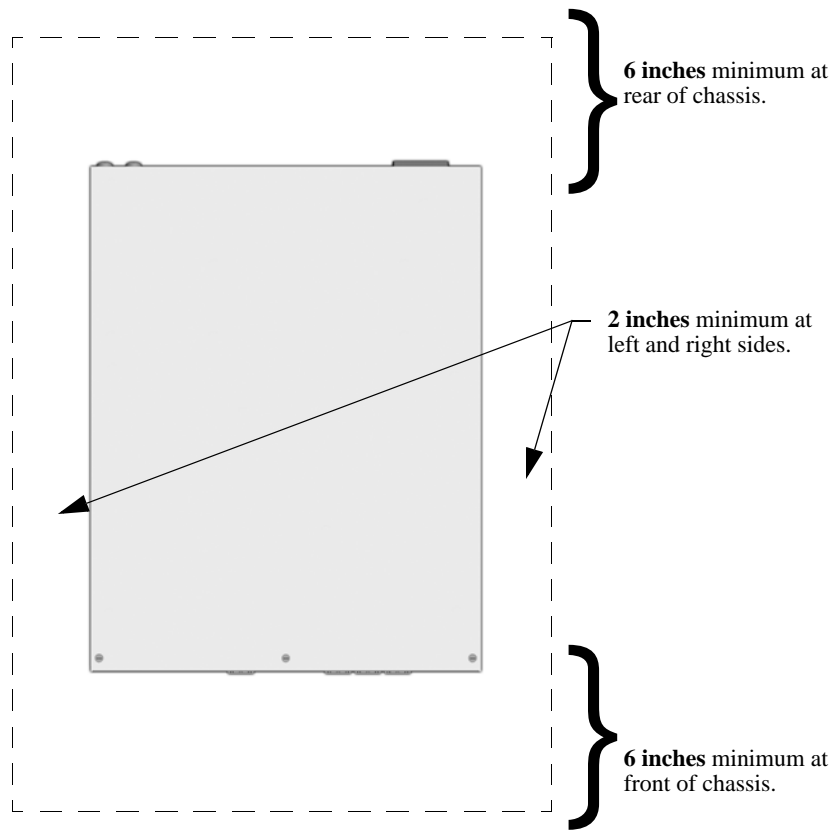 6 inches minimum at
rear of chassis.
2 inches minimum at
left and right sides.
6 inches minimum at
front of chassis.